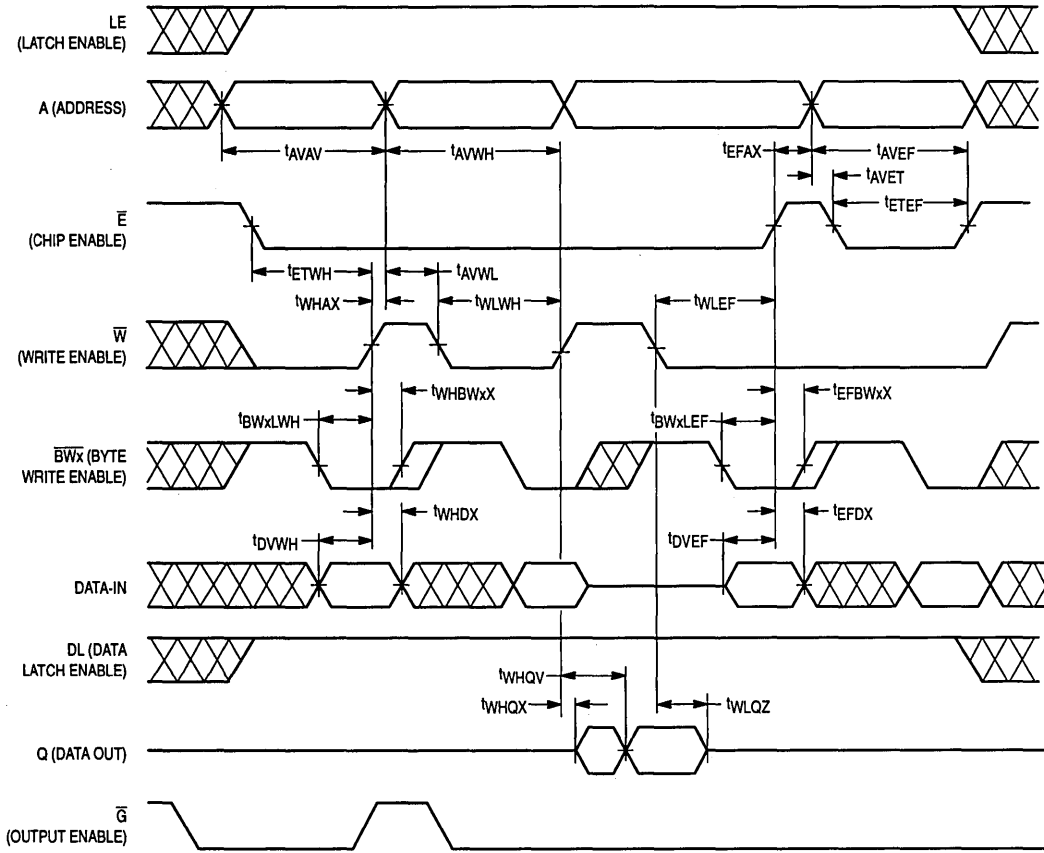 LE
(LATCH ENABLE)
A (ADDRESS)
tAVAV
tAVWH
tEFAX
tAVEF
tAVET
tETEF
E̅
(CHIP ENABLE)
tETWH
tAVWL
tWHAX
tWLWH
tWLEF
W̅
(WRITE ENABLE)
tWHBWxX
tEFBWxX
tBWxLWH
tBWxLEF
B̅W̅x̅ (BYTE
WRITE ENABLE)
tWHDX
tEFDX
tDVWH
tDVEF
DATA-IN
DL (DATA
LATCH ENABLE)
tWHQV
tWHQX
tWLQZ
Q (DATA OUT)
G̅
(OUTPUT ENABLE)